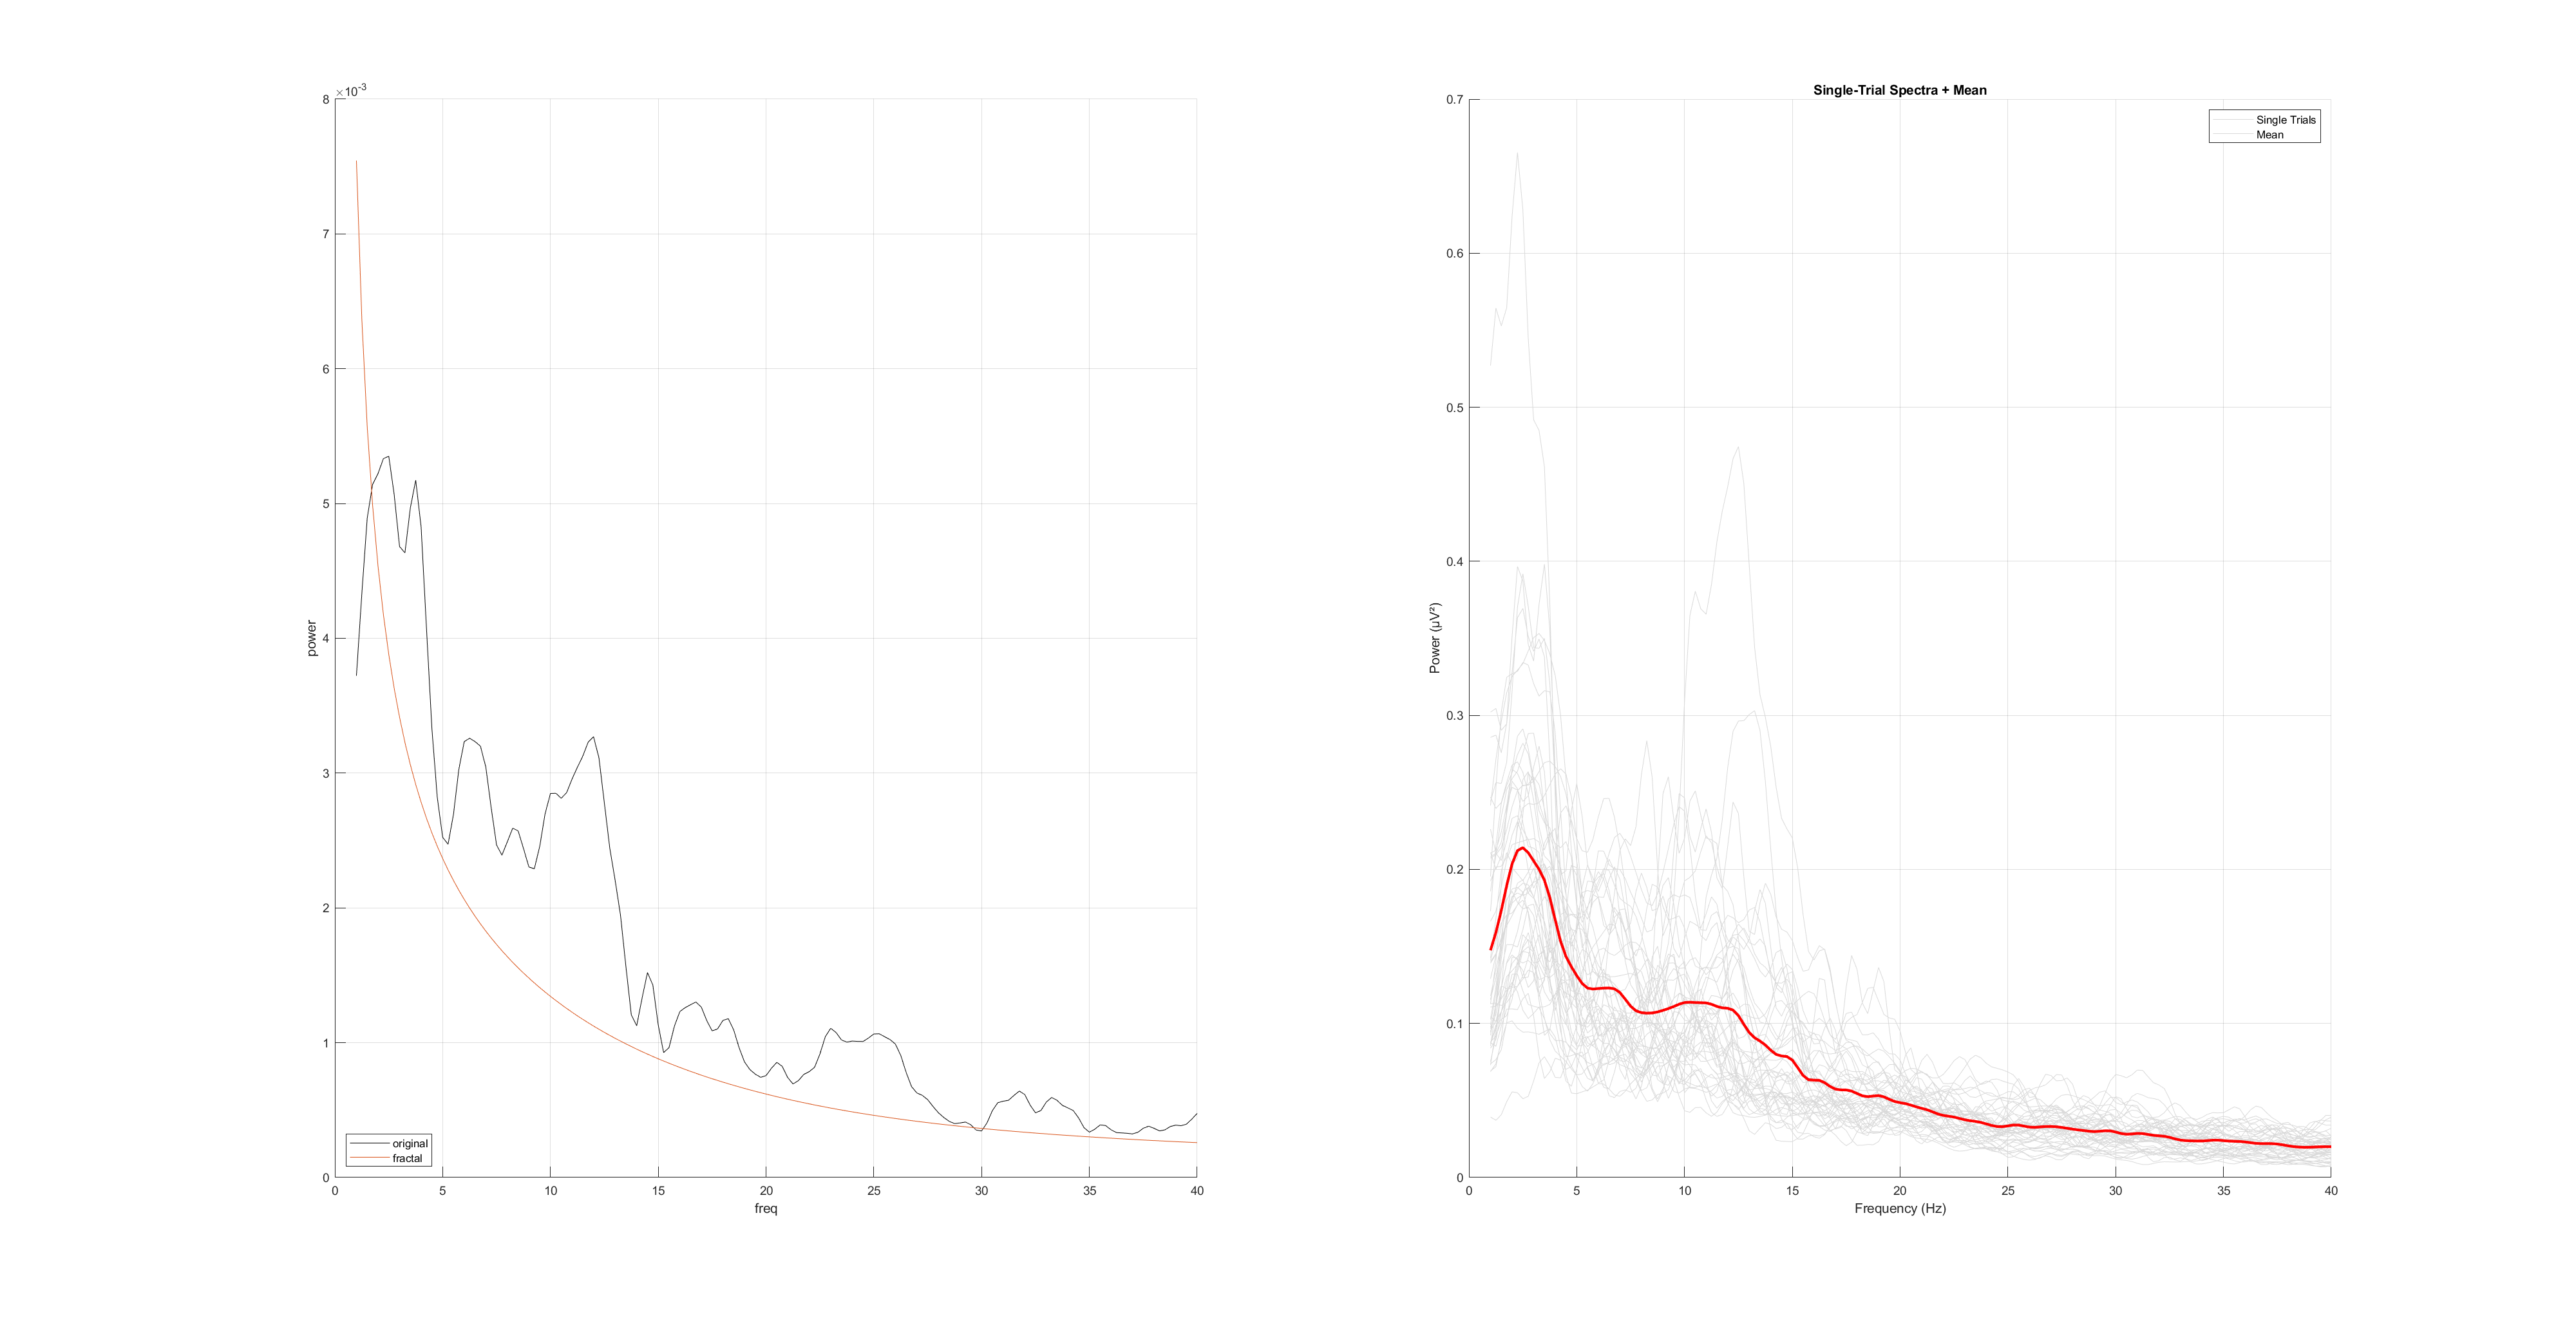 ×10-3
8
7
6
5
4
3
2
1
0
power
original
fractal
0 5 10 15 20 25 30 35 40
freq
Single-Trial Spectra + Mean
0.7
0.6
0.5
0.4
0.3
0.2
0.1
0
Power (µV²)
Single Trials
Mean
0 5 10 15 20 25 30 35 40
Frequency (Hz)